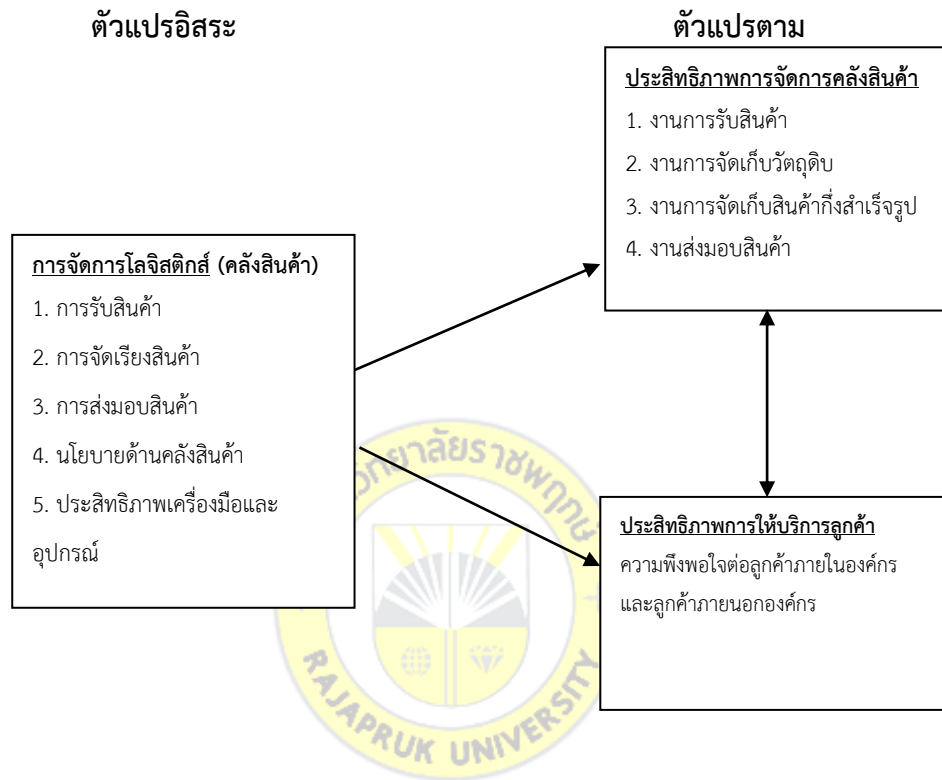 ตัวแปรอิสระ
ตัวแปรตาม
ประสิทธิภาพการจัดการคลังสินค้า
1. งานการรับสินค้า
2. งานการจัดเก็บวัตถุดิบ
3. งานการจัดเก็บสินค้ากึ่งสำเร็จรูป
4. งานส่งมอบสินค้า
การจัดการโลจิสติกส์ (คลังสินค้า)
1. การรับสินค้า
2. การจัดเรียงสินค้า
3. การส่งมอบสินค้า
4. นโยบายด้านคลังสินค้า
5. ประสิทธิภาพเครื่องมือและ
อุปกรณ์
ประสิทธิภาพการให้บริการลูกค้า
ความพึงพอใจต่อลูกค้าภายในองค์กร
และลูกค้าภายนอกองค์กร
RAJAPRUK UNIVERSITY